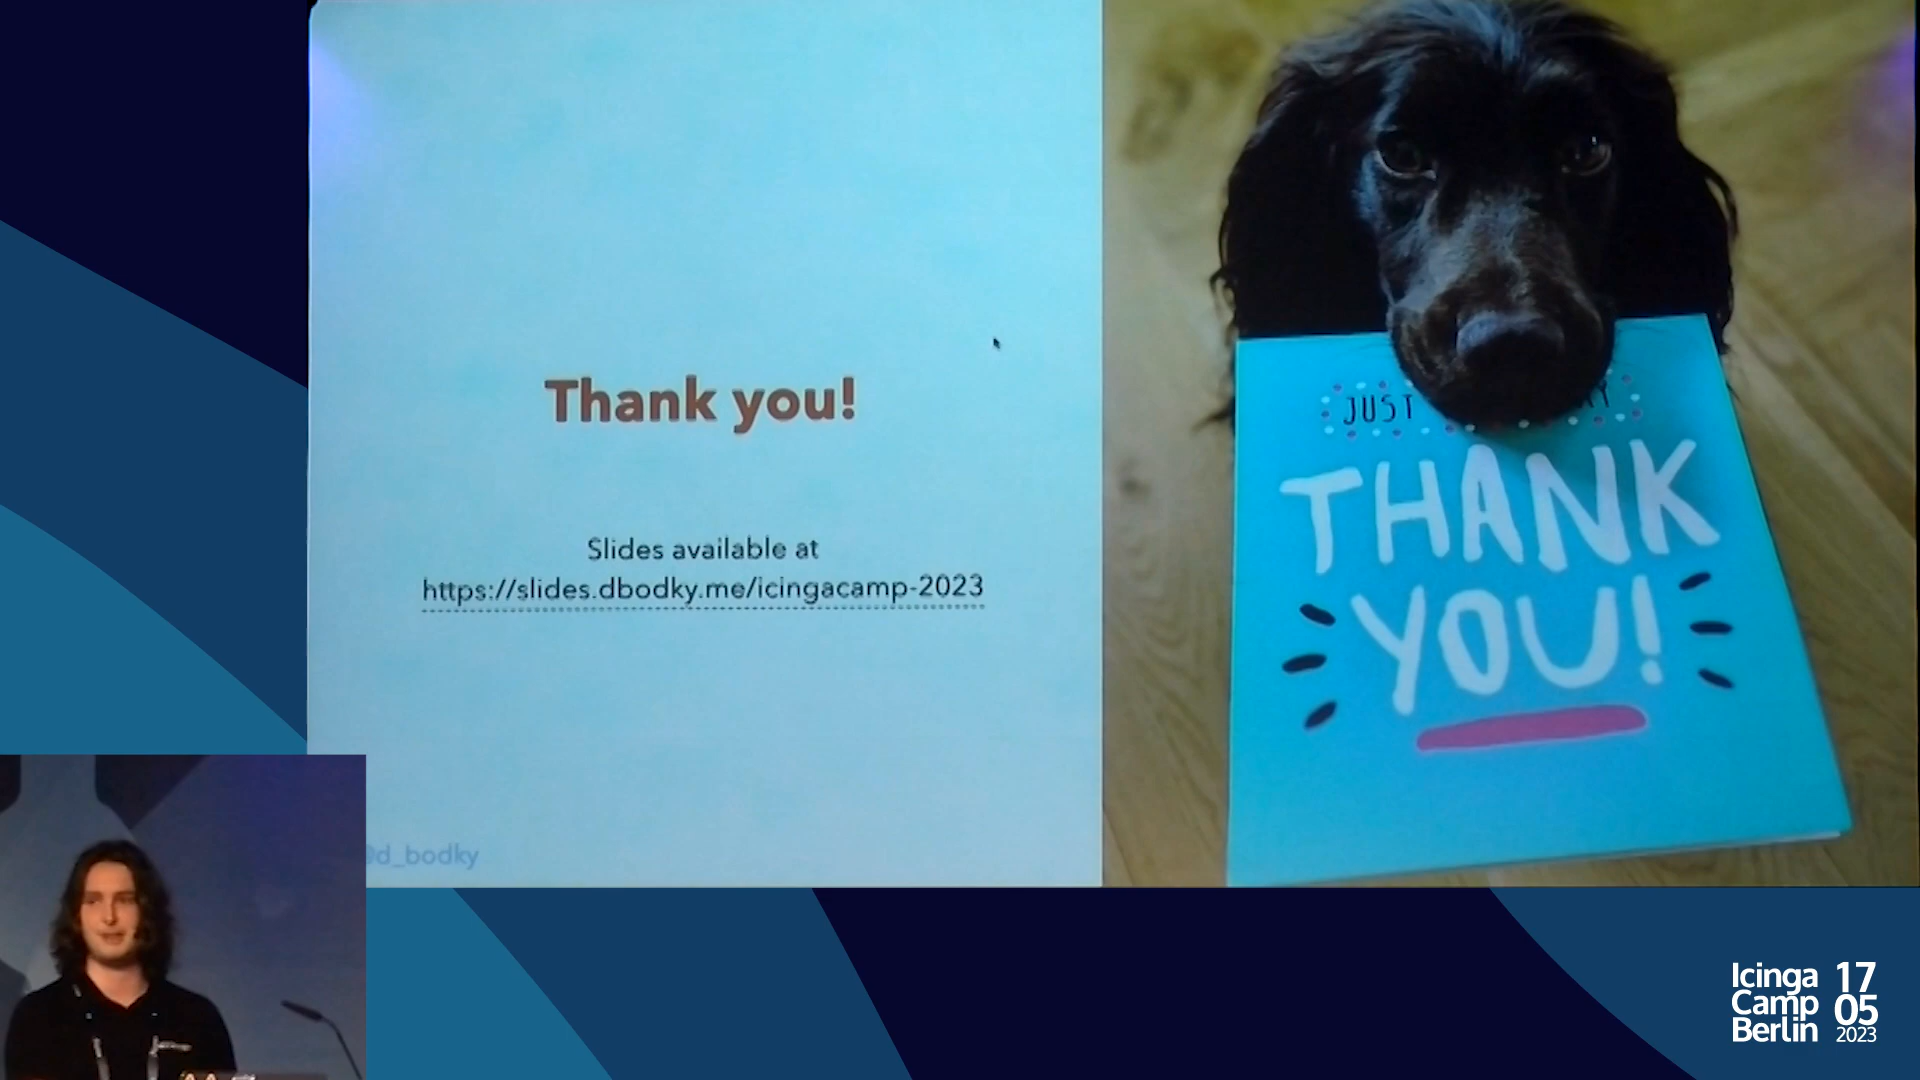 Thank you!
Slides available at
https://slides.dbodky.me/icingacamp-2023
@d_bodky
JUST
THANK
YOU!
Icinga
Camp
Berlin
17
05
2023